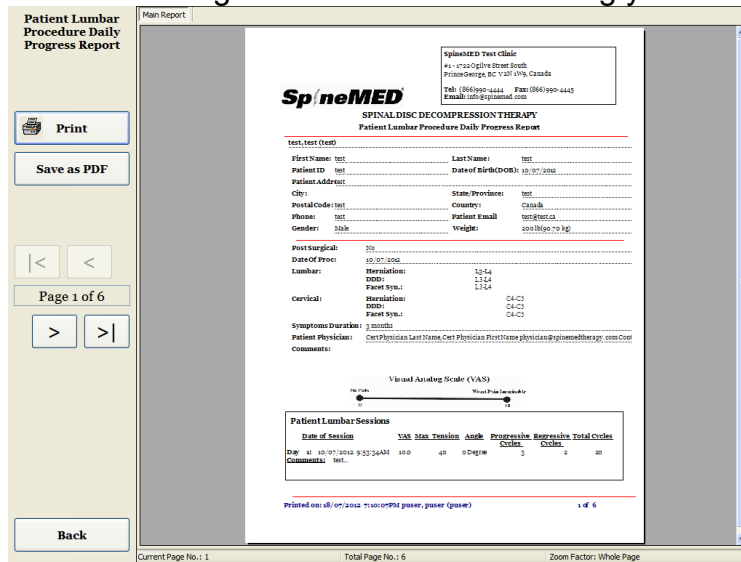 Patient Lumbar
Procedure Daily
Progress Report
Print
Save as PDF
|< <
Page 1 of 6
> >|
Back
Main Report
SpineMED Test Clinic
#1 - 1722 Ogilve Street South
Prince George, BC V2N 1W9, Canada
Tel: (866)990-4444 Fax: (866)990-4445
Email: info@spinemed.com
SpineMED
SPINAL DISC DECOMPRESSION THERAPY
Patient Lumbar Procedure Daily Progress Report
test, test (test)
First Name: test Last Name: test
Patient ID test Date of Birth(DOB): 10/07/2012
Patient Addrtest
City: State/Province: test
Postal Code: test Country: Canada
Phone: test Patient Email test@test.ca
Gender: Male Weight: 200 lb(90.70 kg)
Post Surgical: No
Date Of Proc: 10/07/2012
Lumbar: Herniation: L3-L4
DDD: L3-L4
Facet Syn.: L3-L4
Cervical: Herniation: C4-C5
DDD: C4-C5
Facet Syn.: C4-C5
Symptoms Duration: 3 months
Patient Physician: Cert Physician Last Name, Cert Physician First Name physician@spinemedtherapy.com Cont
Comments:
Visual Analog Scale (VAS)
No Pain Worst Pain Imaginable
0 10
Patient Lumbar Sessions
Date of Session VAS Max Tension Angle Progressive Cycles Regressive Cycles Total Cycles
Day 1: 10/07/2012 9:53:34AM 10.0 40 0 Degree 3 2 20
Comments: test...
Printed on: 18/07/2012 7:10:07PM puser, puser (puser) 1 of 6
Current Page No.: 1 Total Page No.: 6 Zoom Factor: Whole Page